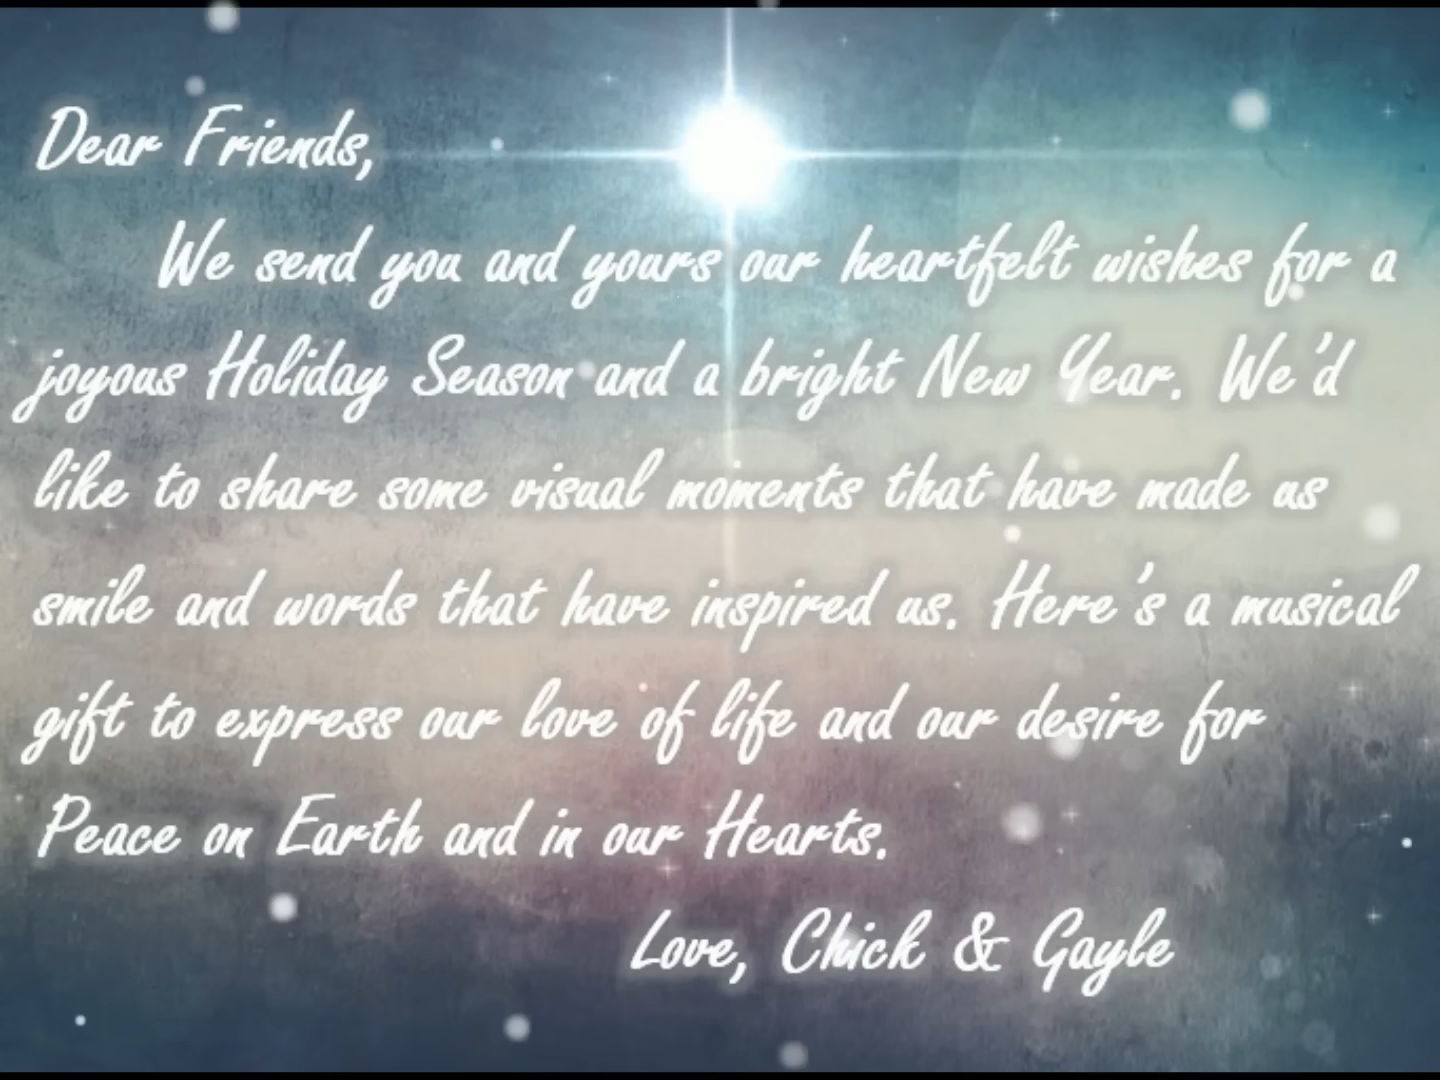 Dear Friends,
We send you and yours our heartfelt wishes for a
joyous Holiday Season and a bright New Year. We'd
like to share some visual moments that have made us
smile and words that have inspired us. Here's a musical
gift to express our love of life and our desire for
Peace on Earth and in our Hearts.
Love, Chick & Gayle